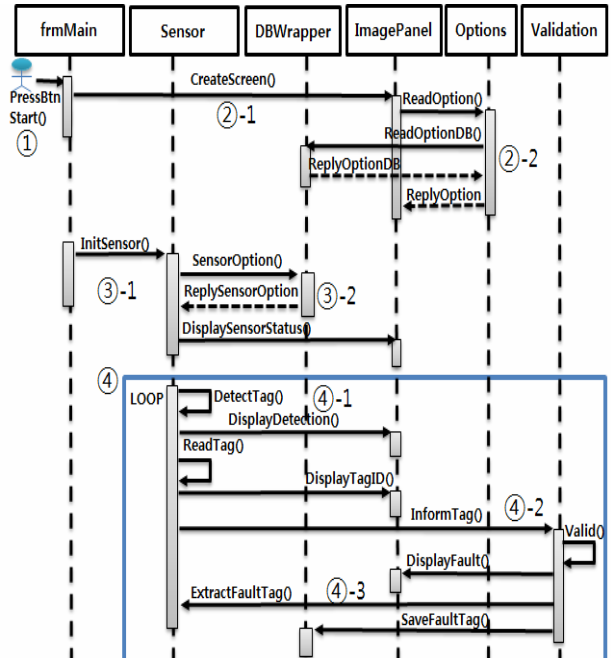 frmMain Sensor DBWrapper ImagePanel Options Validation
PressBtn
Start()
①
CreateScreen()
②-1
ReadOption()
ReadOptionDB()
②-2
ReplyOptionDB
ReplyOption
InitSensor()
③-1
SensorOption()
ReplySensorOption
③-2
DisplaySensorStatus()
④
LOOP
DetectTag()
④-1
DisplayDetection()
ReadTag()
DisplayTagID()
InformTag()
④-2
Valid()
DisplayFault()
ExtractFaultTag()
④-3
SaveFaultTag()